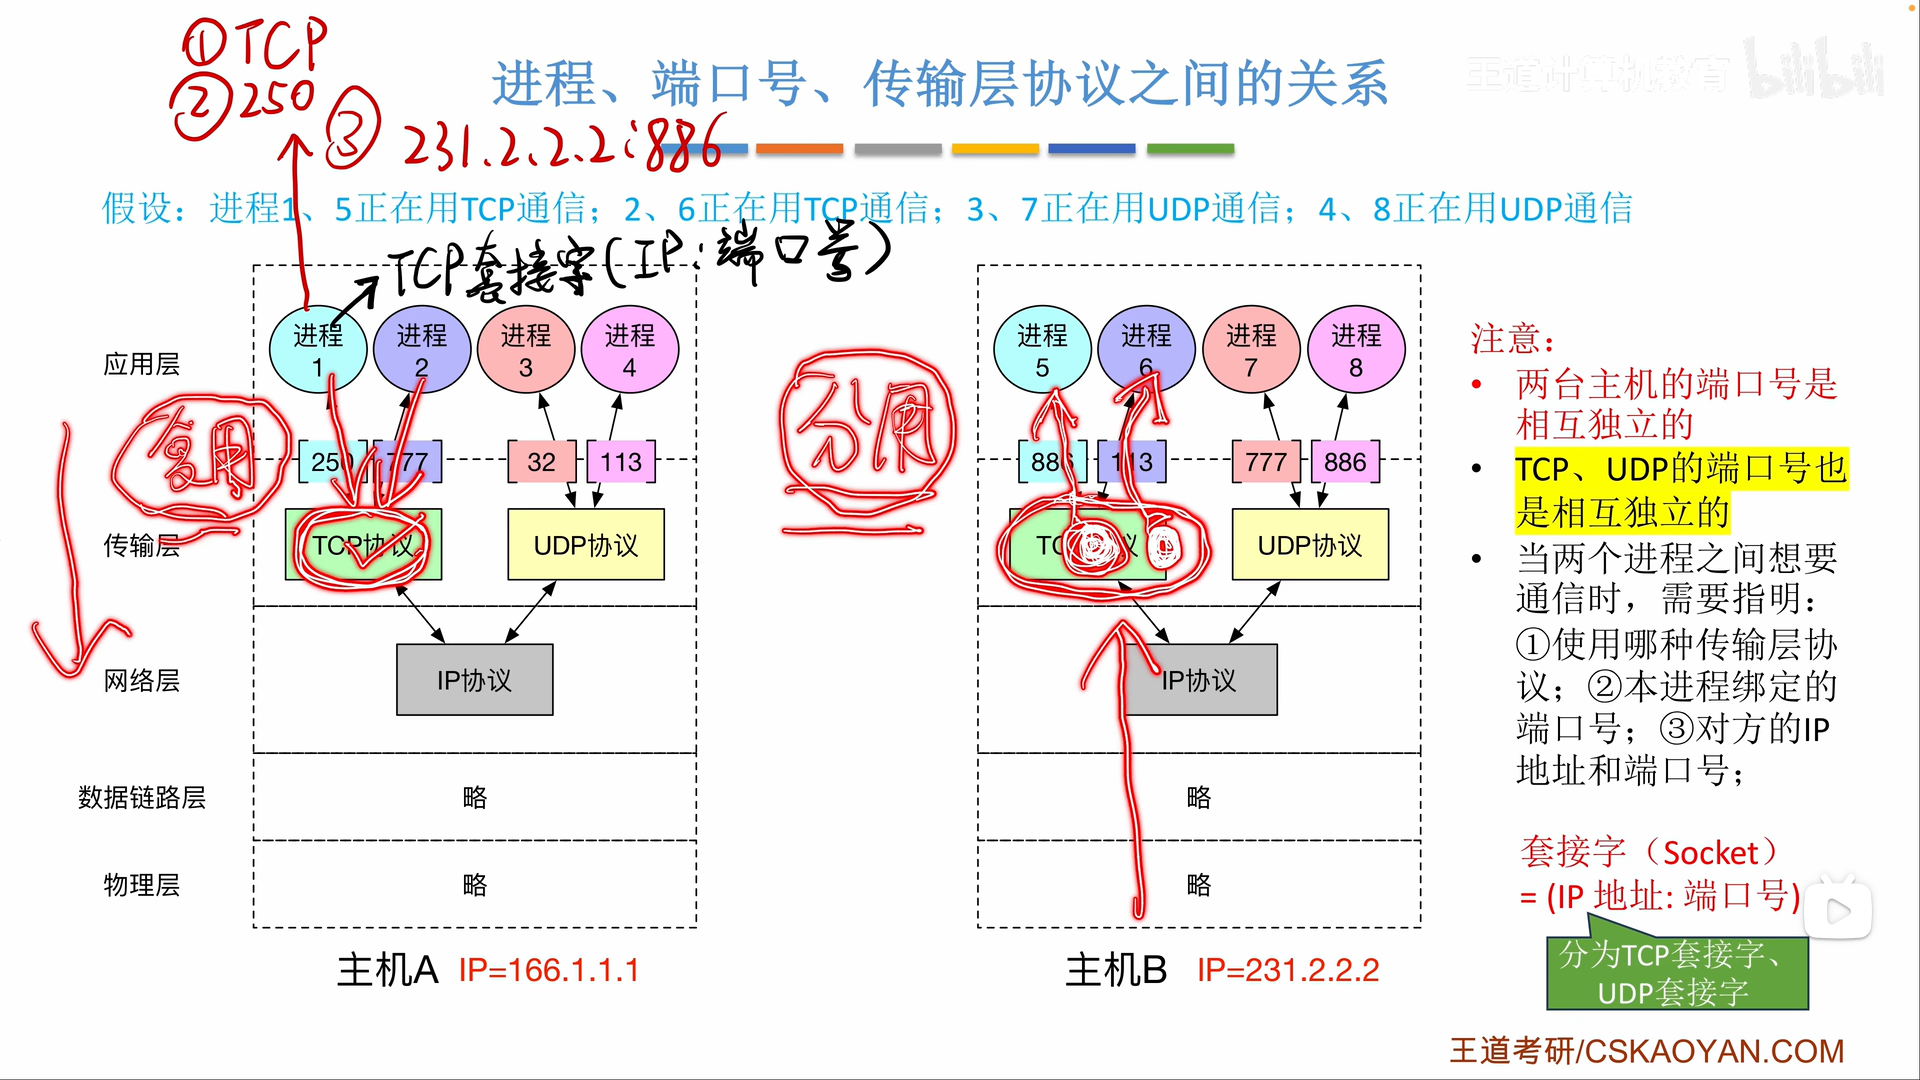 ①TCP
②250
③ 231.2.2.2:886
进程、端口号、传输层协议之间的关系
王道计算机教育 bilibili
假设：进程1、5正在用TCP通信；2、6正在用TCP通信；3、7正在用UDP通信；4、8正在用UDP通信
TCP套接字(IP:端口号)
应用层
进程 1
进程 2
进程 3
进程 4
复用
250
777
32
113
传输层
TCP协议
UDP协议
网络层
IP协议
数据链路层
略
物理层
略
主机A IP=166.1.1.1
分用
进程 5
进程 6
进程 7
进程 8
886
113
777
886
UDP协议
IP协议
略
略
主机B IP=231.2.2.2
注意：
• 两台主机的端口号是
相互独立的
• TCP、UDP的端口号也
是相互独立的
• 当两个进程之间想要
通信时，需要指明：
①使用哪种传输层协
议；②本进程绑定的
端口号；③对方的IP
地址和端口号；
套接字（Socket）
= (IP 地址: 端口号)
分为TCP套接字、
UDP套接字
王道考研/CSKAOYAN.COM